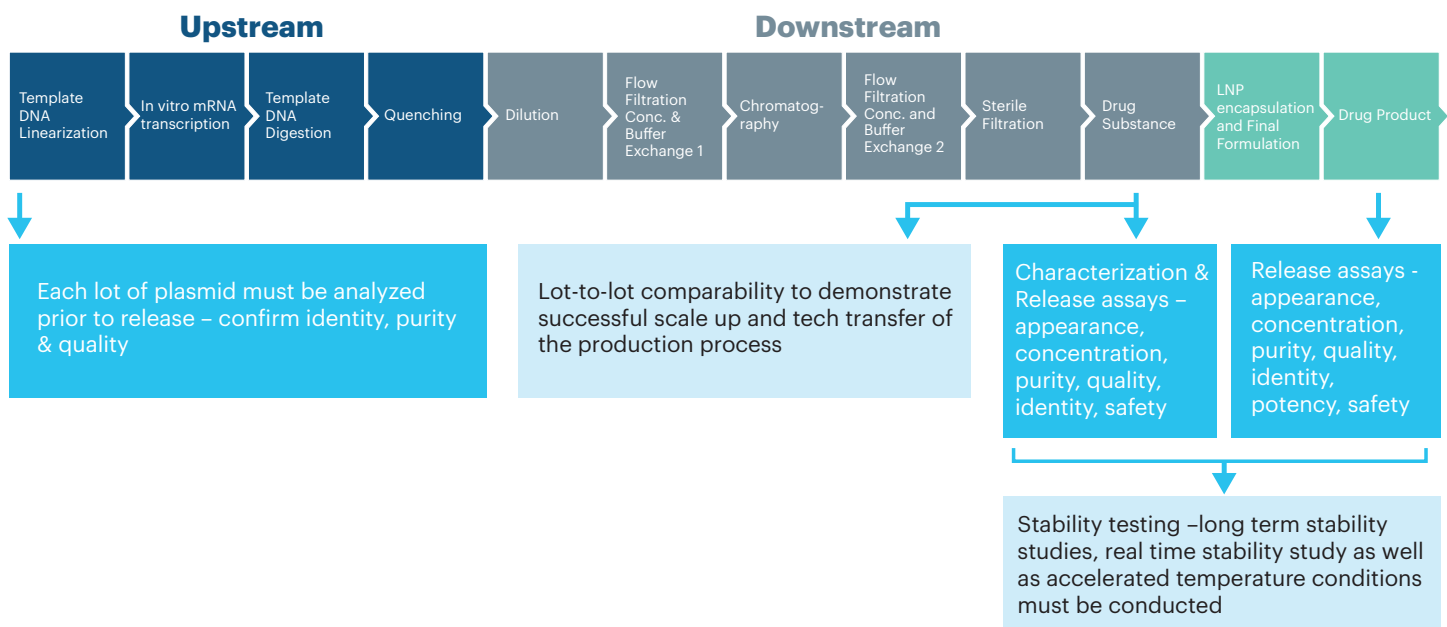 Upstream
Downstream
Template
DNA
Linearization
In vitro mRNA
transcription
Template
DNA
Digestion
Quenching
Dilution
Flow
Filtration
Conc. &
Buffer
Exchange 1
Chromatog-
raphy
Flow
Filtration
Conc. and
Buffer
Exchange 2
Sterile
Filtration
Drug
Substance
LNP
encapsulation
and Final
Formulation
Drug Product
Each lot of plasmid must be analyzed
prior to release – confirm identity, purity
& quality
Lot-to-lot comparability to demonstrate
successful scale up and tech transfer of
the production process
Characterization &
Release assays –
appearance,
concentration,
purity, quality,
identity, safety
Release assays -
appearance,
concentration,
purity, quality,
identity,
potency, safety
Stability testing –long term stability
studies, real time stability study as well
as accelerated temperature conditions
must be conducted